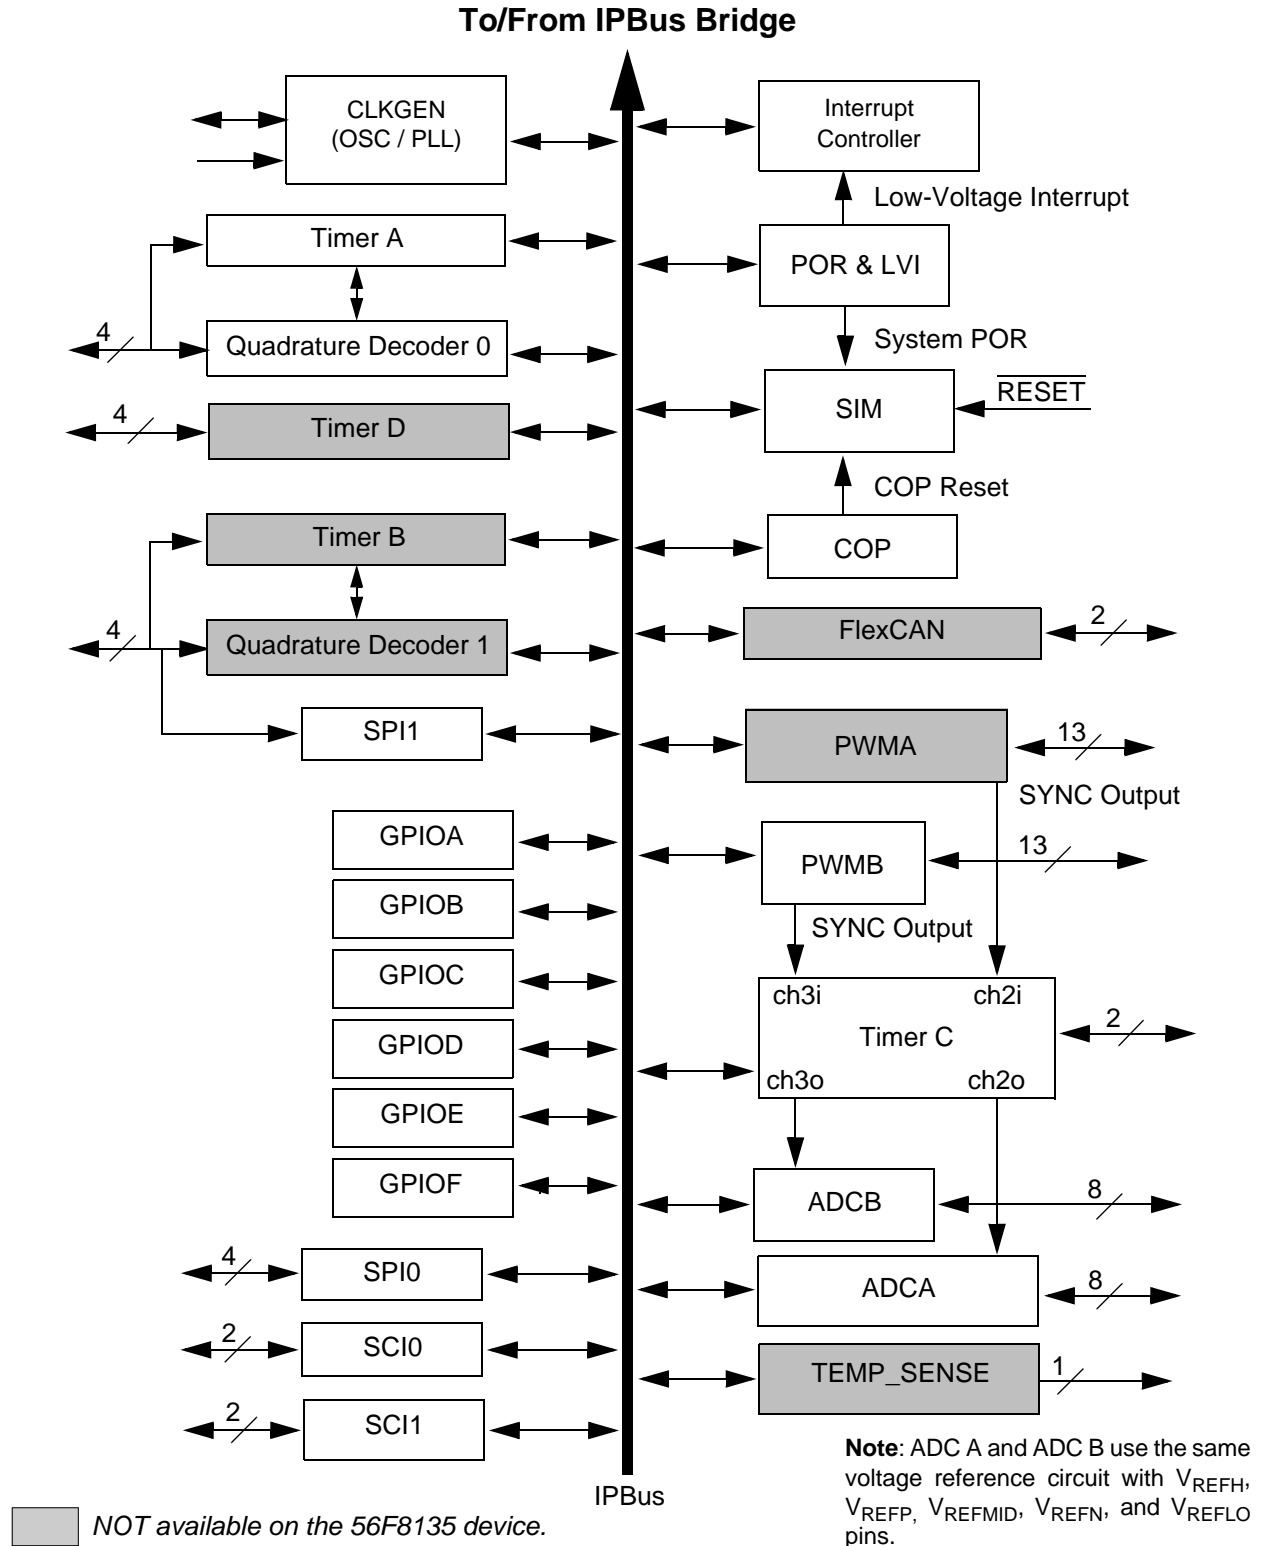 To/From IPBus Bridge
CLKGEN
(OSC / PLL)
Timer A
4
Quadrature Decoder 0
4
Timer D
Timer B
4
Quadrature Decoder 1
SPI1
GPIOA
GPIOB
GPIOC
GPIOD
GPIOE
GPIOF
4
SPI0
2
SCI0
2
SCI1
NOT available on the 56F8135 device.
IPBus
Interrupt
Controller
Low-Voltage Interrupt
POR & LVI
System POR
SIM
RESET
COP Reset
COP
FlexCAN
2
PWMA
13
SYNC Output
PWMB
13
SYNC Output
ch3i
ch2i
Timer C
2
ch3o
ch2o
ADCB
8
ADCA
8
TEMP_SENSE
1
Note: ADC A and ADC B use the same
voltage reference circuit with VREFH,
VREFP, VREFMID, VREFN, and VREFLO
pins.